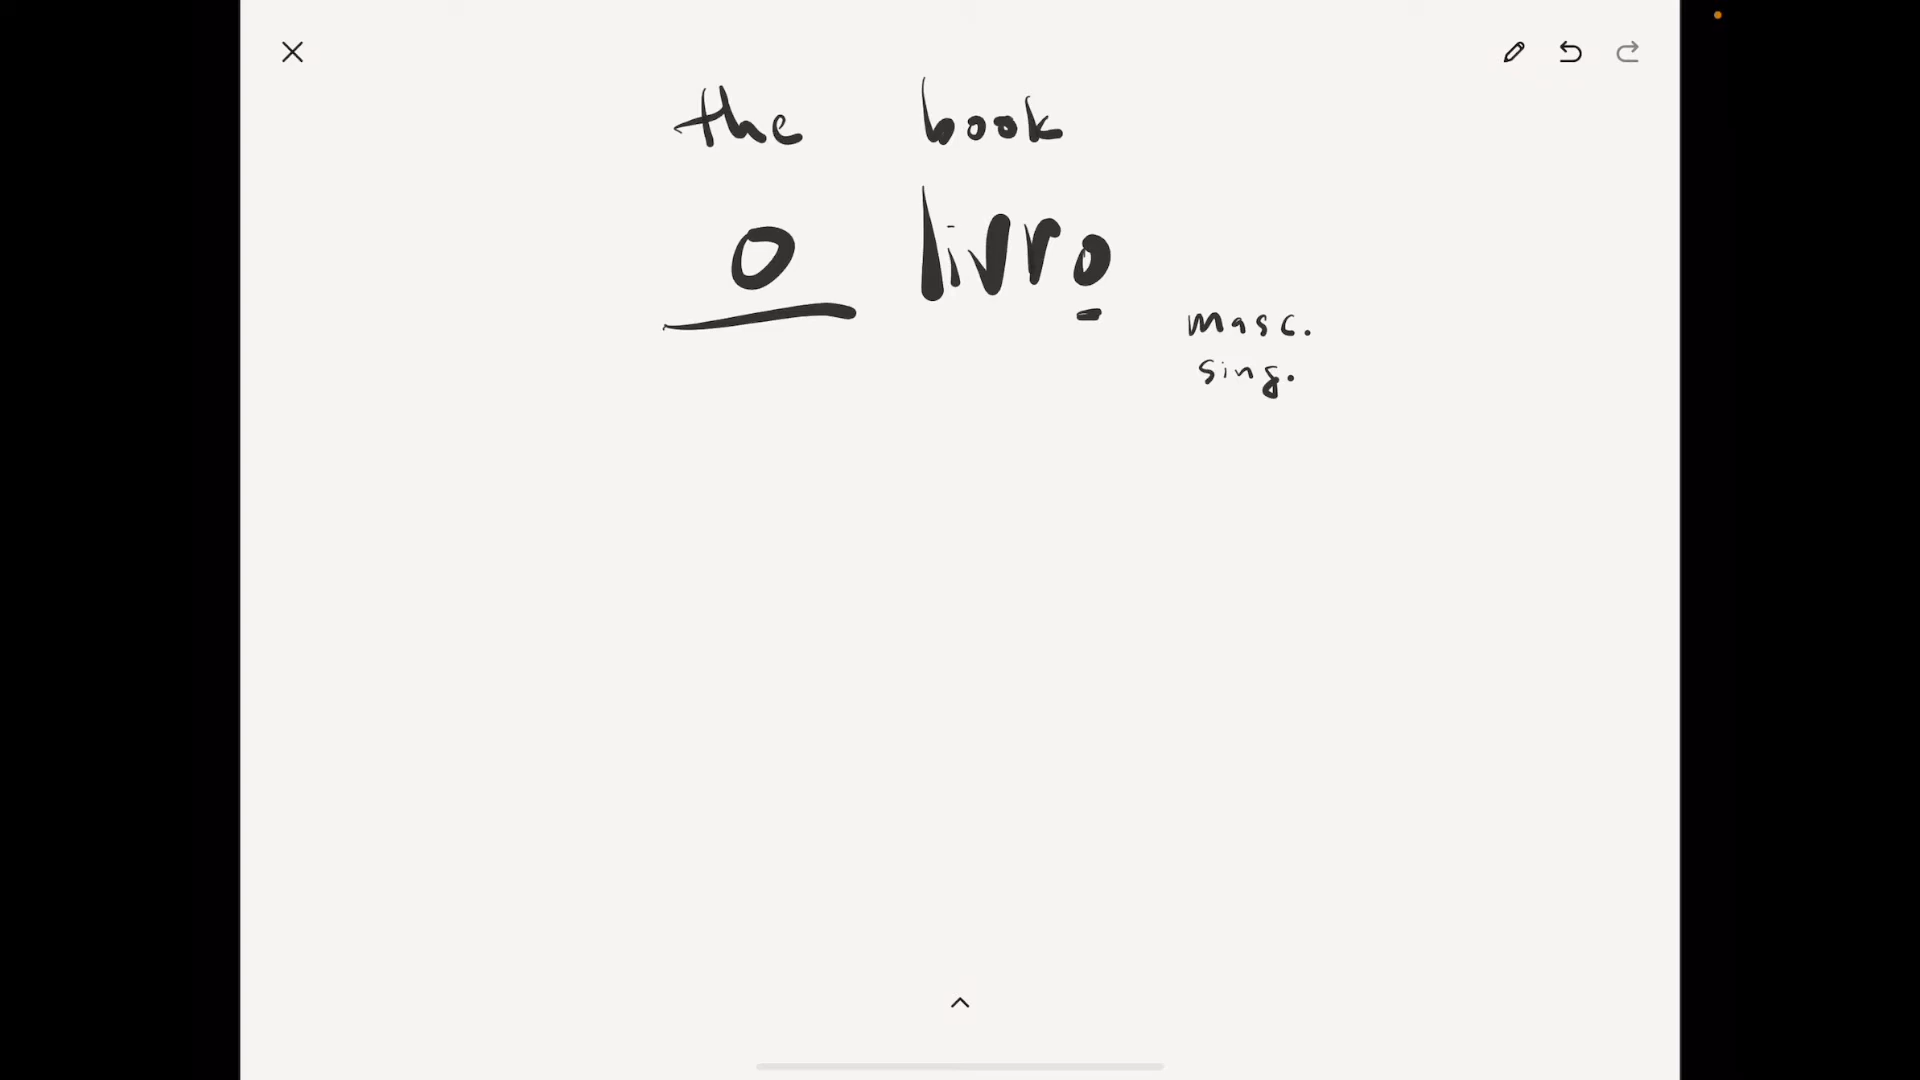 the book
o livro
masc.
sing.